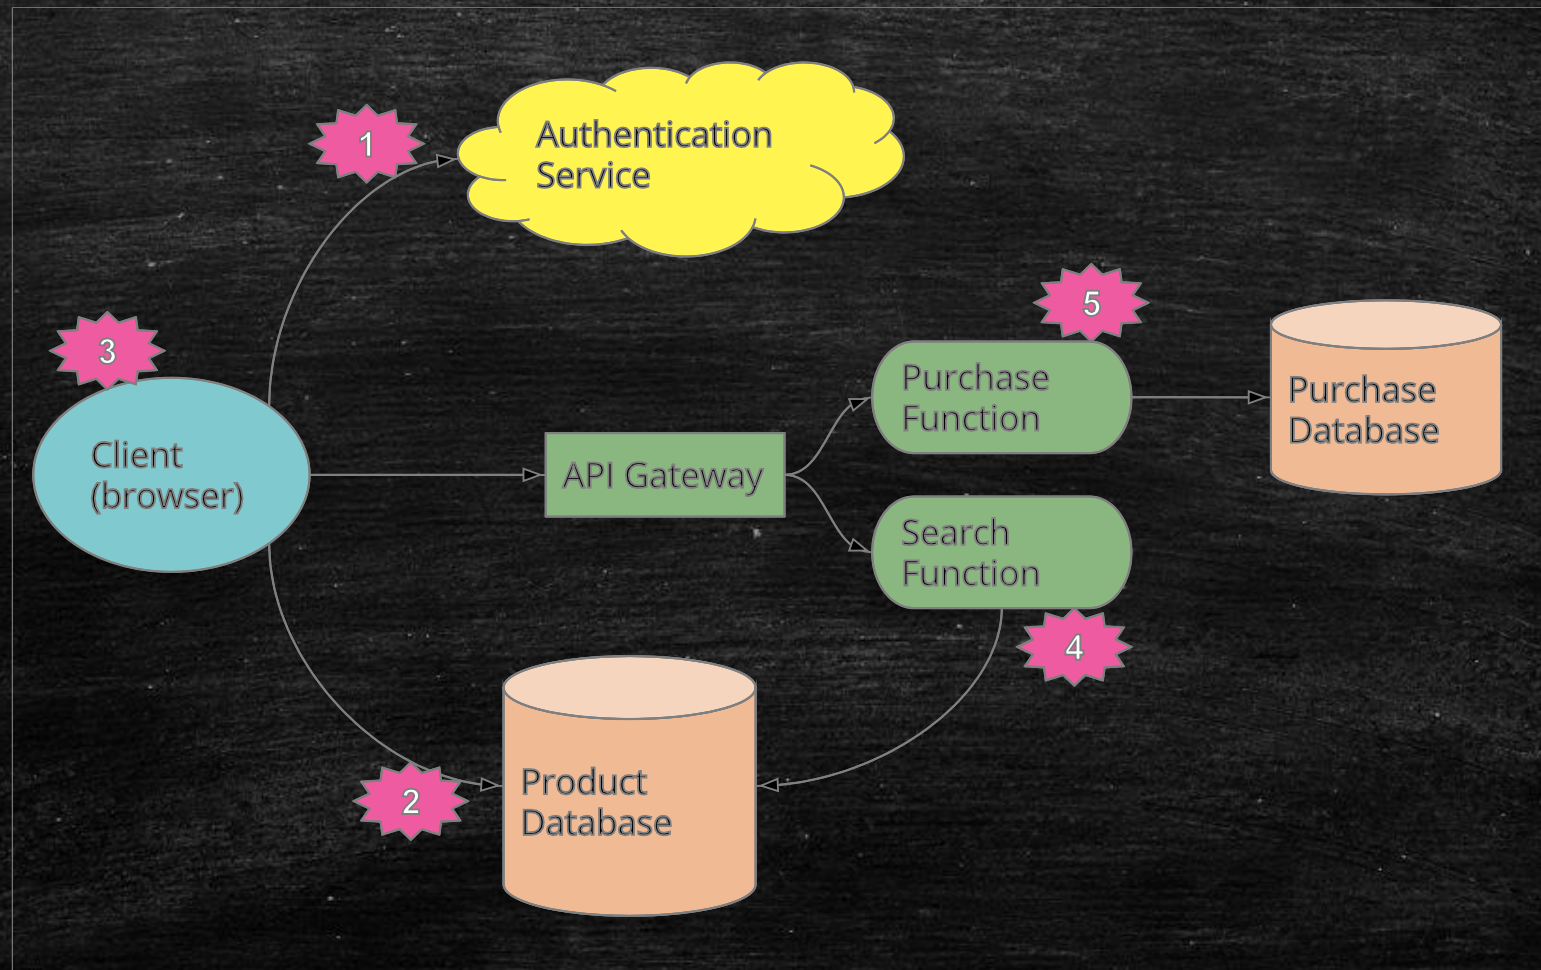 1
Authentication
Service
3
Client
(browser)
API Gateway
5
Purchase
Function
Purchase
Database
Search
Function
4
2
Product
Database